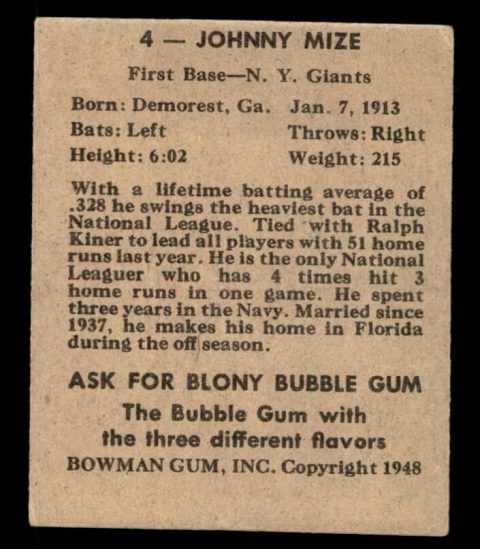 4 — JOHNNY MIZE
First Base—N. Y. Giants
Born: Demorest, Ga. Jan. 7, 1913
Bats: Left Throws: Right
Height: 6:02 Weight: 215
With a lifetime batting average of
.328 he swings the heaviest bat in the
National League. Tied with Ralph
Kiner to lead all players with 51 home
runs last year. He is the only National
Leaguer who has 4 times hit 3
home runs in one game. He spent
three years in the Navy. Married since
1937, he makes his home in Florida
during the off season.
ASK FOR BLONY BUBBLE GUM
The Bubble Gum with
the three different flavors
BOWMAN GUM, INC. Copyright 1948